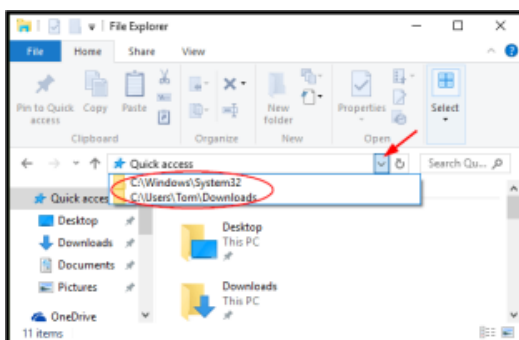 File Explorer
File Home Share View
Pin to Quick access Copy Paste New folder Properties Select
Clipboard Organize New Open
Quick access Search Qu...
C:\Windows\System32
C:\Users\Tom\Downloads
Quick acces
Desktop
Downloads
Documents
Pictures
OneDrive
Desktop
This PC
Downloads
This PC
11 items